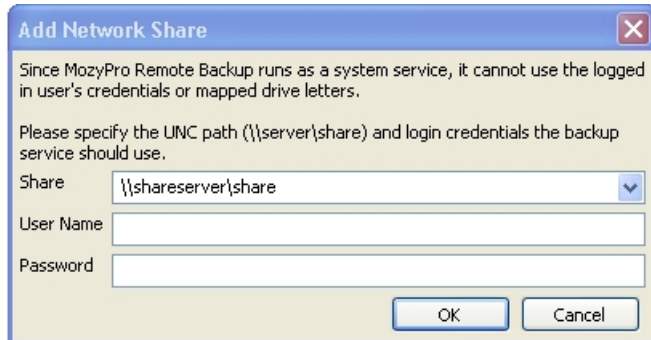 Add Network Share
Since MozyPro Remote Backup runs as a system service, it cannot use the logged
in user's credentials or mapped drive letters.
Please specify the UNC path (\\server\share) and login credentials the backup
service should use.
Share
\\shareserver\share
User Name
Password
OK
Cancel